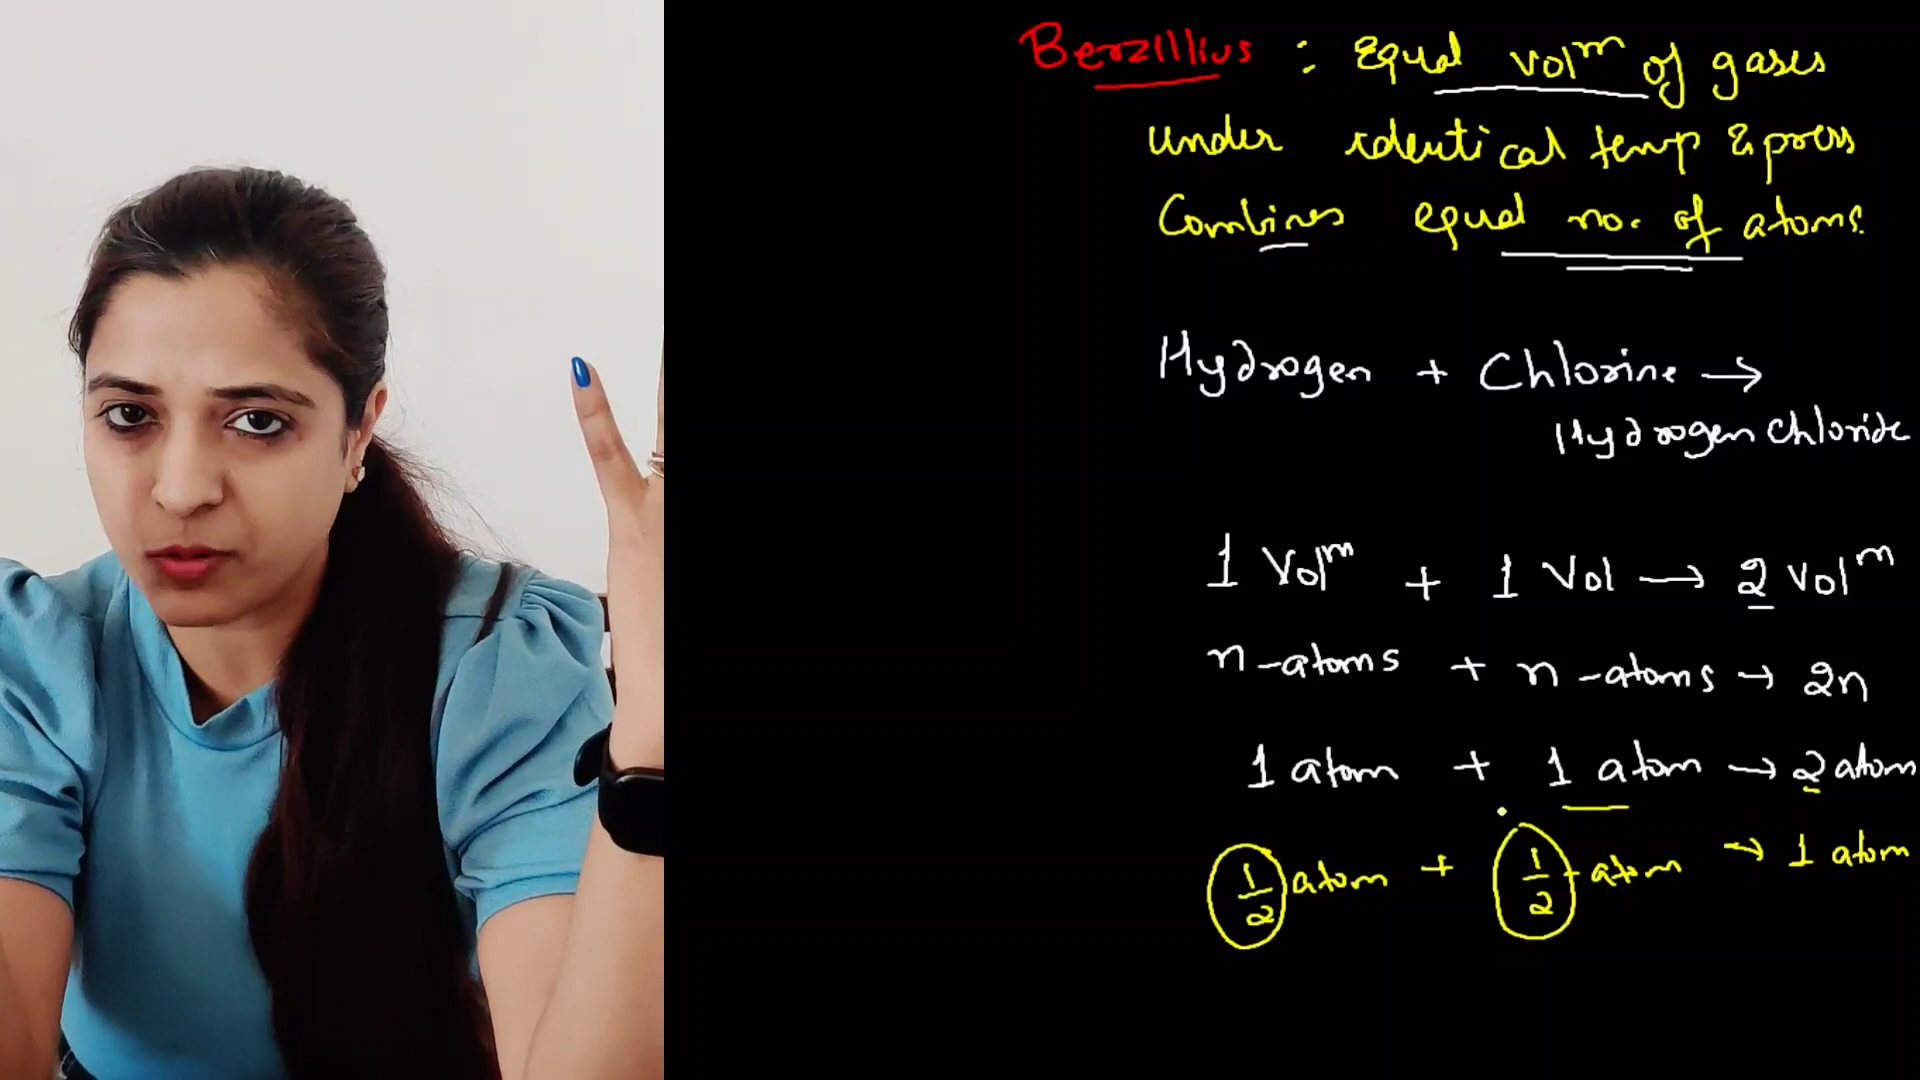 Berzillius : Equal volᵐ of gases
under identical temp & press
Combines equal no. of atoms.
Hydrogen + Chlorine →
Hydrogen chloride
1 Volᵐ + 1 Vol → 2 Volᵐ
n-atoms + n-atoms → 2n
1 atom + 1 atom → 2 atom
1/2 atom + 1/2 atom → 1 atom